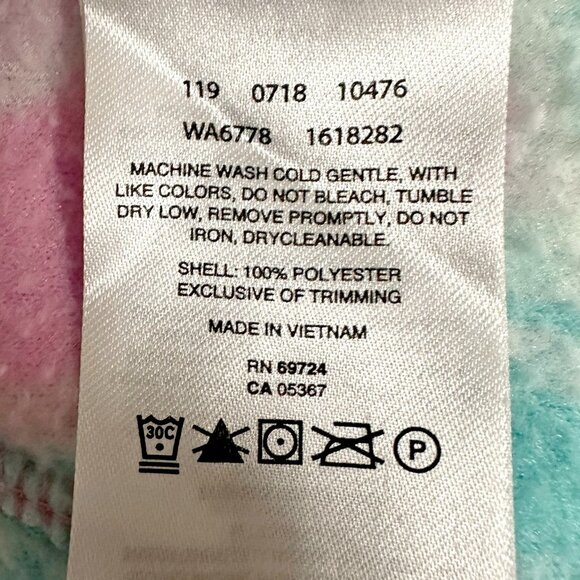 119 0718 10476
WA6778 1618282
MACHINE WASH COLD GENTLE, WITH
LIKE COLORS, DO NOT BLEACH, TUMBLE
DRY LOW, REMOVE PROMPTLY, DO NOT
IRON, DRYCLEANABLE.
SHELL: 100% POLYESTER
EXCLUSIVE OF TRIMMING
MADE IN VIETNAM
RN 69724
CA 05367
30C P